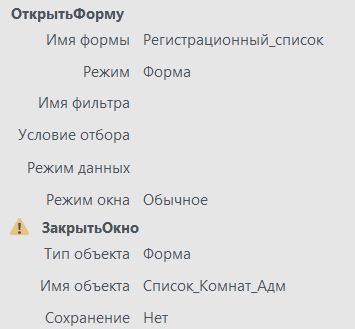 ОткрытьФорму
Имя формы Регистрационный_список
Режим Форма
Имя фильтра
Условие отбора
Режим данных
Режим окна Обычное
ЗакрытьОкно
Тип объекта Форма
Имя объекта Список_Комнат_Адм
Сохранение Нет